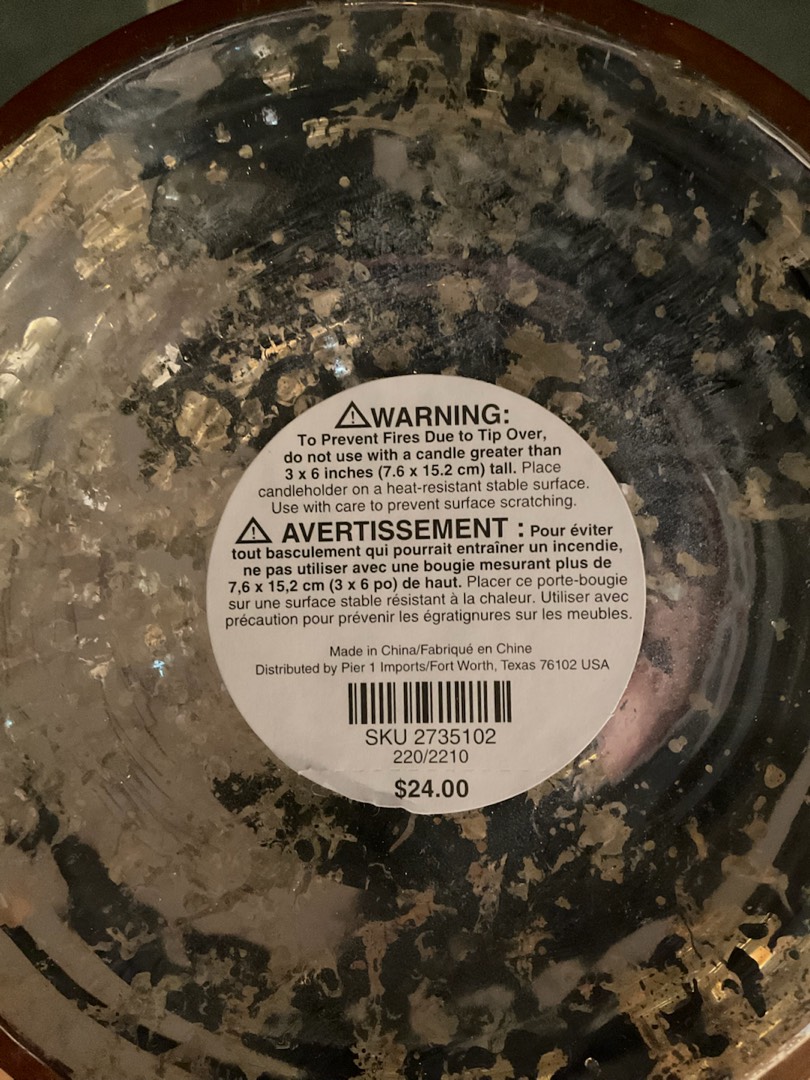 ⚠WARNING:
To Prevent Fires Due to Tip Over,
do not use with a candle greater than
3 x 6 inches (7.6 x 15.2 cm) tall. Place
candleholder on a heat-resistant stable surface.
Use with care to prevent surface scratching.
⚠ AVERTISSEMENT : Pour éviter
tout basculement qui pourrait entraîner un incendie,
ne pas utiliser avec une bougie mesurant plus de
7,6 x 15,2 cm (3 x 6 po) de haut. Placer ce porte-bougie
sur une surface stable résistant à la chaleur. Utiliser avec
précaution pour prévenir les égratignures sur les meubles.
Made in China/Fabriqué en Chine
Distributed by Pier 1 Imports/Fort Worth, Texas 76102 USA
SKU 2735102
220/2210
$24.00